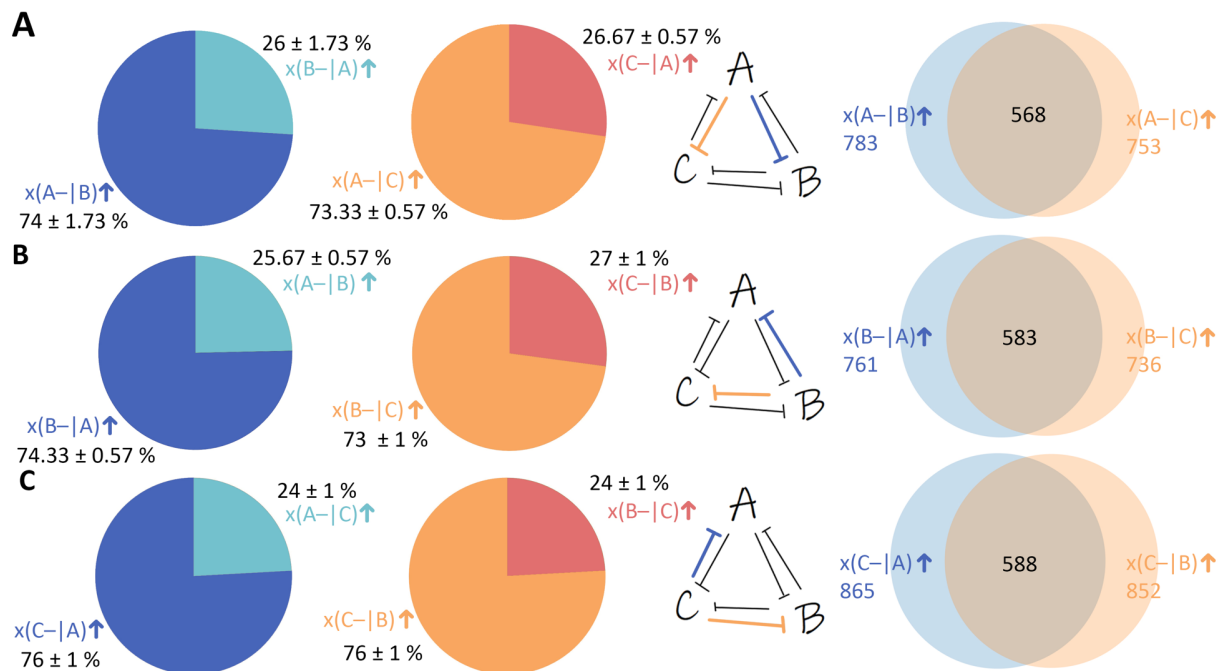 A
26 ± 1.73 %
x(B–|A)↑
x(A–|B)↑
74 ± 1.73 %
26.67 ± 0.57 %
x(C–|A)↑
x(A–|C)↑
73.33 ± 0.57 %
A
C
B
x(A–|B)↑
783
568
x(A–|C)↑
753
B
25.67 ± 0.57 %
x(A–|B)↑
x(B–|A)↑
74.33 ± 0.57 %
27 ± 1 %
x(C–|B)↑
x(B–|C)↑
73 ± 1 %
A
C
B
x(B–|A)↑
761
583
x(B–|C)↑
736
C
24 ± 1 %
x(A–|C)↑
x(C–|A)↑
76 ± 1 %
24 ± 1 %
x(B–|C)↑
x(C–|B)↑
76 ± 1 %
A
C
B
x(C–|A)↑
865
588
x(C–|B)↑
852